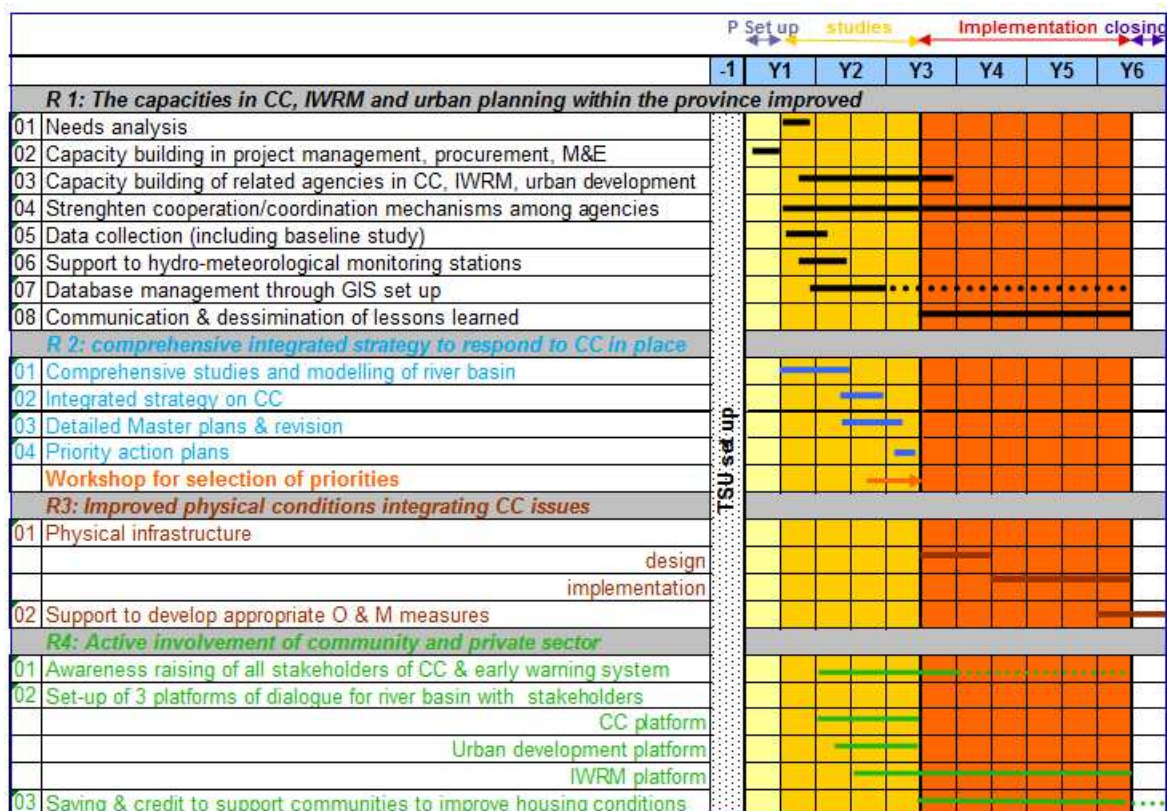 P Set up studies Implementation closing
-1 Y1 Y2 Y3 Y4 Y5 Y6
R 1: The capacities in CC, IWRM and urban planning within the province improved
01 Needs analysis
02 Capacity building in project management, procurement, M&E
03 Capacity building of related agencies in CC, IWRM, urban development
04 Strenghten cooperation/coordination mechanisms among agencies
05 Data collection (including baseline study)
06 Support to hydro-meteorological monitoring stations
07 Database management through GIS set up
08 Communication & dessimination of lessons learned
R 2: comprehensive integrated strategy to respond to CC in place
01 Comprehensive studies and modelling of river basin
02 Integrated strategy on CC
03 Detailed Master plans & revision
04 Priority action plans
Workshop for selection of priorities
TSU set up
R3: Improved physical conditions integrating CC issues
01 Physical infrastructure
design
implementation
02 Support to develop appropriate O & M measures
R4: Active involvement of community and private sector
01 Awareness raising of all stakeholders of CC & early warning system
02 Set-up of 3 platforms of dialogue for river basin with stakeholders
CC platform
Urban development platform
IWRM platform
03 Saving & credit to support communities to improve housing conditions